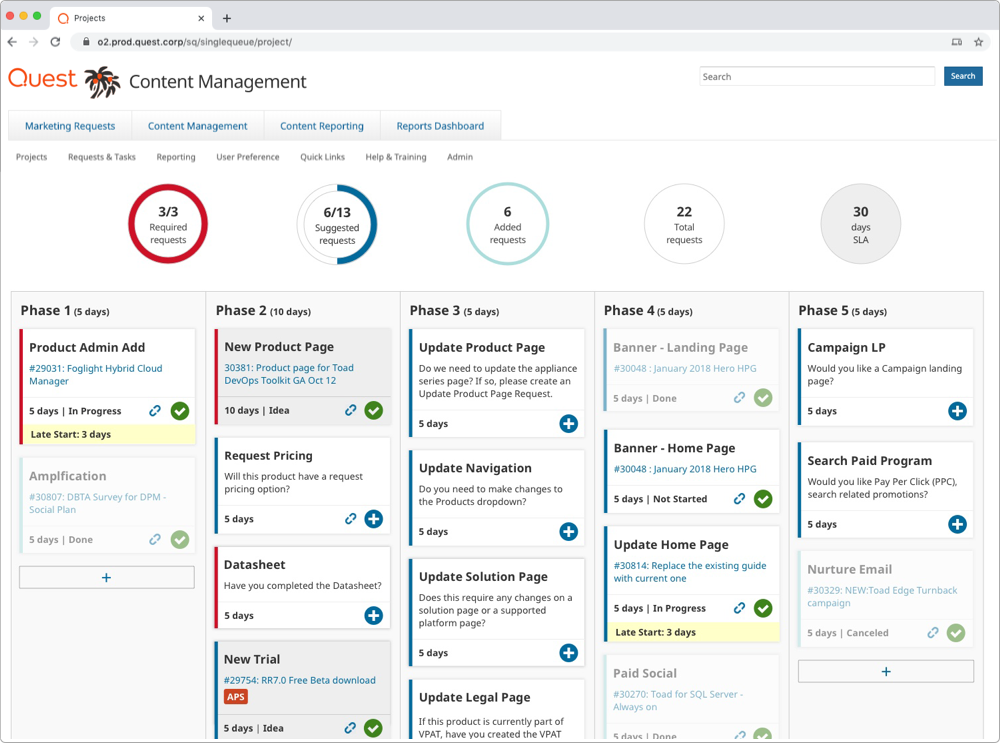 Projects
o2.prod.quest.corp/sq/singlequeue/project/
Quest Content Management
Search
Search
Marketing Requests
Content Management
Content Reporting
Reports Dashboard
Projects
Requests & Tasks
Reporting
User Preference
Quick Links
Help & Training
Admin
3/3
Required
requests
6/13
Suggested
requests
6
Added
requests
22
Total
requests
30
days
SLA
Phase 1 (5 days)
Product Admin Add
#29031: Foglight Hybrid Cloud
Manager
5 days | In Progress
Late Start: 3 days
Amplfication
#30807: DBTA Survey for DPM -
Social Plan
5 days | Done
+
Phase 2 (10 days)
New Product Page
30381: Product page for Toad
DevOps Toolkit GA Oct 12
10 days | Idea
Request Pricing
Will this product have a request
pricing option?
5 days
Datasheet
Have you completed the Datasheet?
5 days
New Trial
#29754: RR7.0 Free Beta download
APS
5 days | Idea
Phase 3 (5 days)
Update Product Page
Do we need to update the appliance
series page? If so, please create an
Update Product Page Request.
5 days
Update Navigation
Do you need to make changes to
the Products dropdown?
5 days
Update Solution Page
Does this require any changes on a
solution page or a supported
platform page?
5 days
Update Legal Page
If this product is currently part of
VPAT, have you created the VPAT
Phase 4 (5 days)
Banner - Landing Page
#30048 : January 2018 Hero HPG
5 days | Done
Banner - Home Page
#30048 : January 2018 Hero HPG
5 days | Not Started
Update Home Page
#30814: Replace the existing guide
with current one
5 days | In Progress
Late Start: 3 days
Paid Social
#30270: Toad for SQL Server -
Always on
5 days | Done
Phase 5 (5 days)
Campaign LP
Would you like a Campaign landing
page?
5 days
Search Paid Program
Would you like Pay Per Click (PPC),
search related promotions?
5 days
Nurture Email
#30329: NEW:Toad Edge Turnback
campaign
5 days | Canceled
+